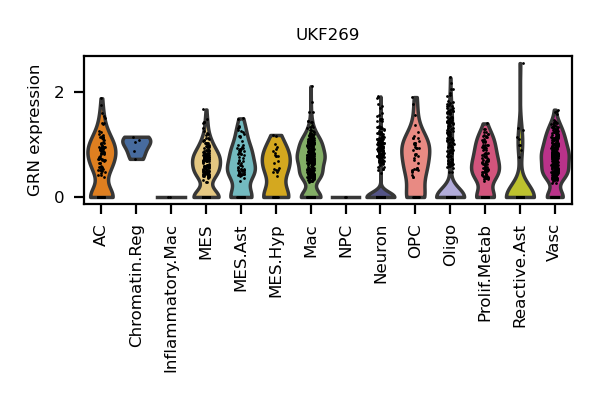 UKF269
GRN expression
2
0
AC
Chromatin.Reg
Inflammatory.Mac
MES
MES.Ast
MES.Hyp
Mac
NPC
Neuron
OPC
Oligo
Prolif.Metab
Reactive.Ast
Vasc